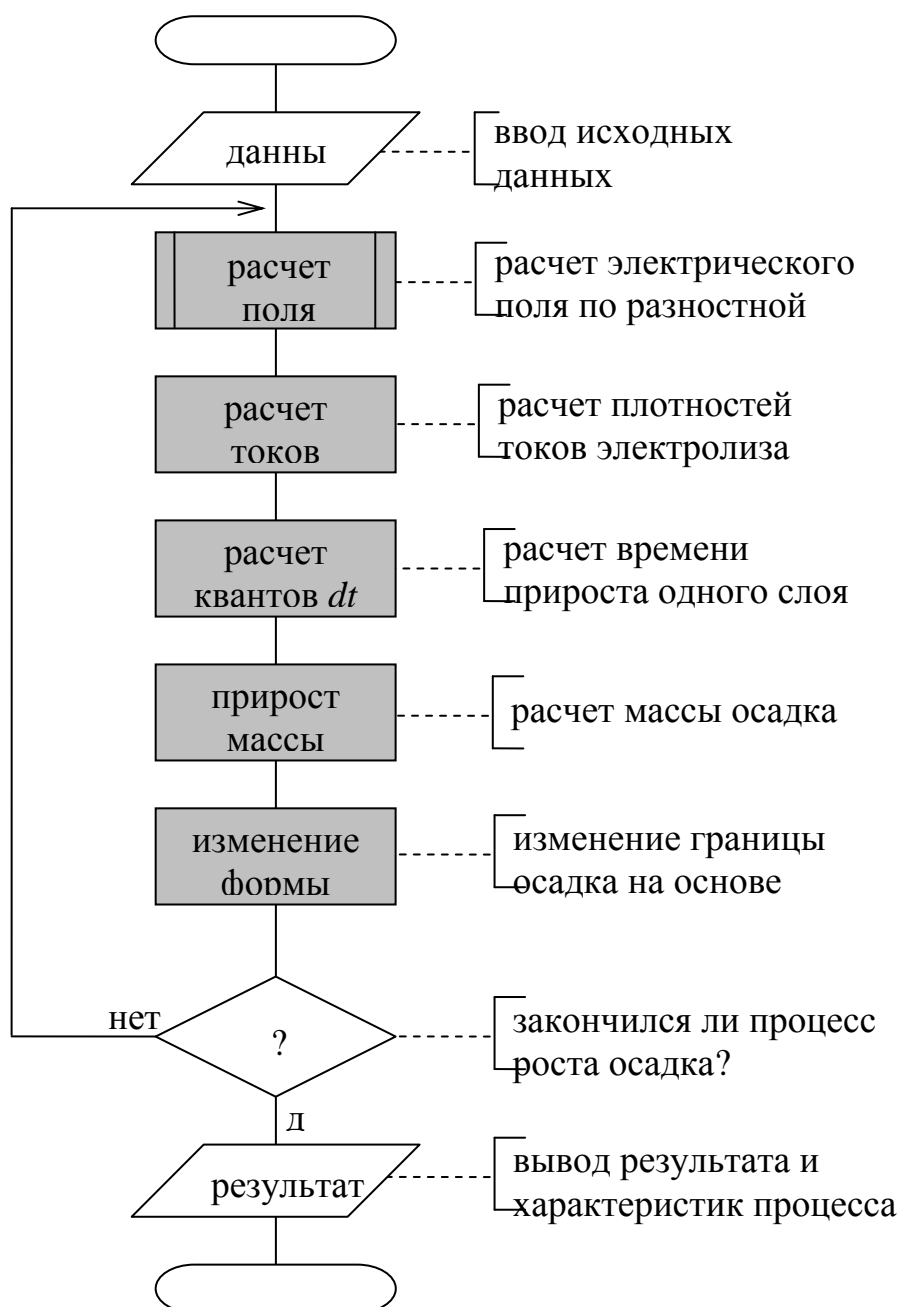 данны
ввод исходных
данных
расчет
поля
расчет электрического
поля по разностной
расчет
токов
расчет плотностей
токов электролиза
расчет
квантов dt
расчет времени
прироста одного слоя
прирост
массы
расчет массы осадка
изменение
формы
изменение границы
осадка на основе
нет
?
закончился ли процесс
роста осадка?
д
результат
вывод результата и
характеристик процесса